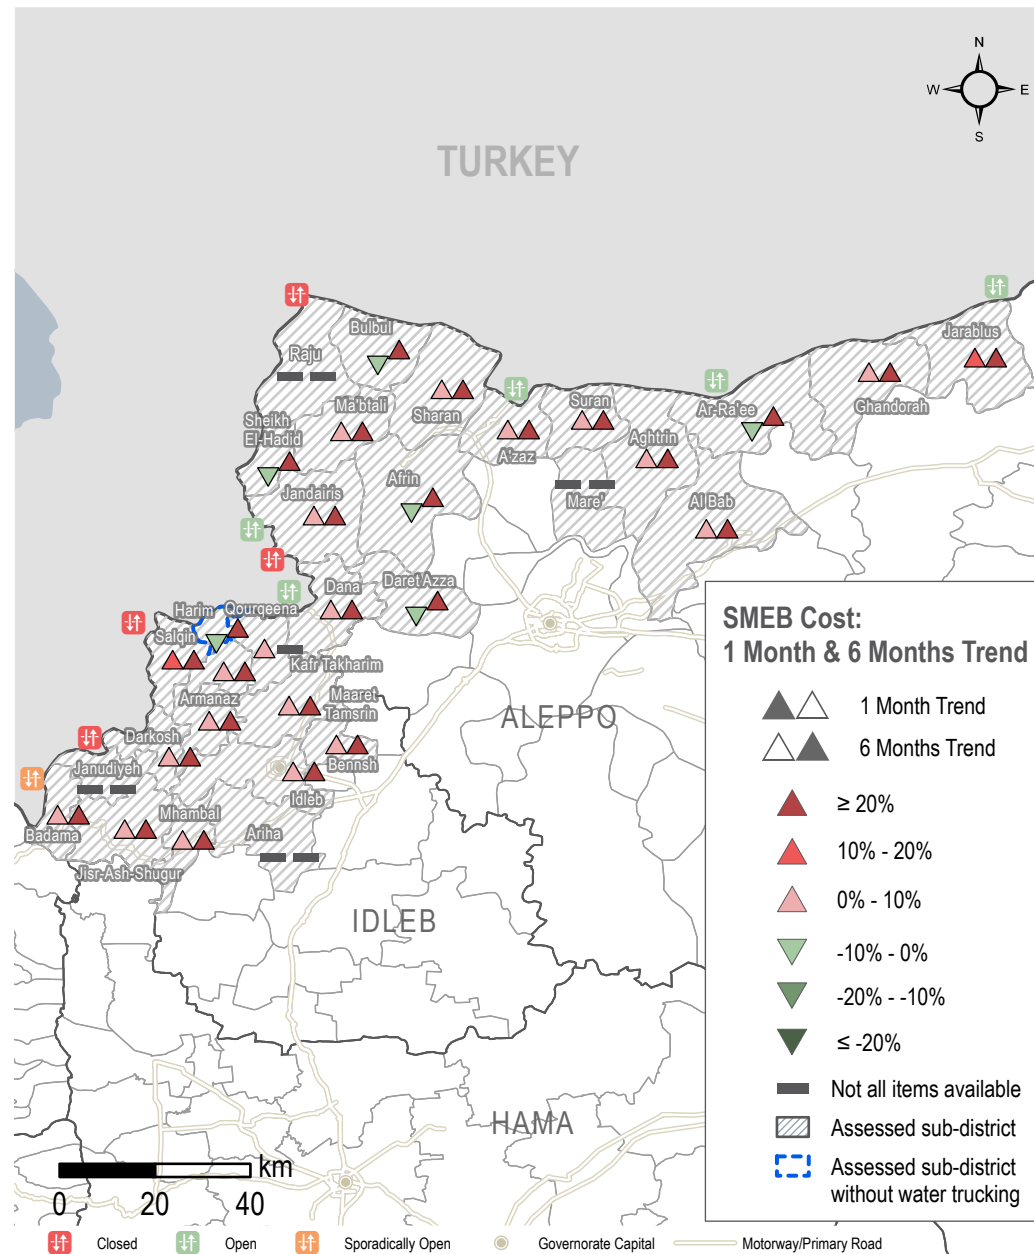 N
W
E
S
TURKEY
Bulbul
Raju
Jarablus
Ma'btali
Sharan
Suran
Ar-Ra'ee
Ghandorah
Sheikh
El-Hadid
A'zaz
Aghtrin
Afrin
Jandairis
Mare'
Al Bab
Dana
Daret Azza
Harim
Qourqeena
Salqin
Kafr Takharim
Armanaz
Maaret
Tamsrin
ALEPPO
Darkosh
Bennsh
Janudiyeh
Idleb
Mhambal
Ariha
Badama
Jisr-Ash-Shugur
IDLEB
HAMA
SMEB Cost:
1 Month & 6 Months Trend
1 Month Trend
6 Months Trend
≥ 20%
10% - 20%
0% - 10%
-10% - 0%
-20% - -10%
≤ -20%
Not all items available
Assessed sub-district
Assessed sub-district
without water trucking
km
0 20 40
Closed Open Sporadically Open Governorate Capital Motorway/Primary Road